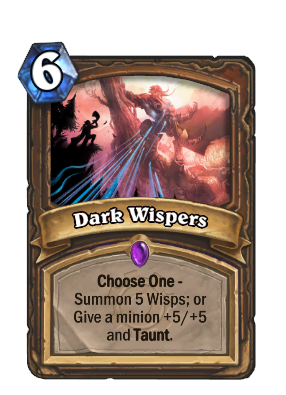 6
Dark Wispers
Choose One -
Summon 5 Wisps; or
Give a minion +5/+5
and Taunt.